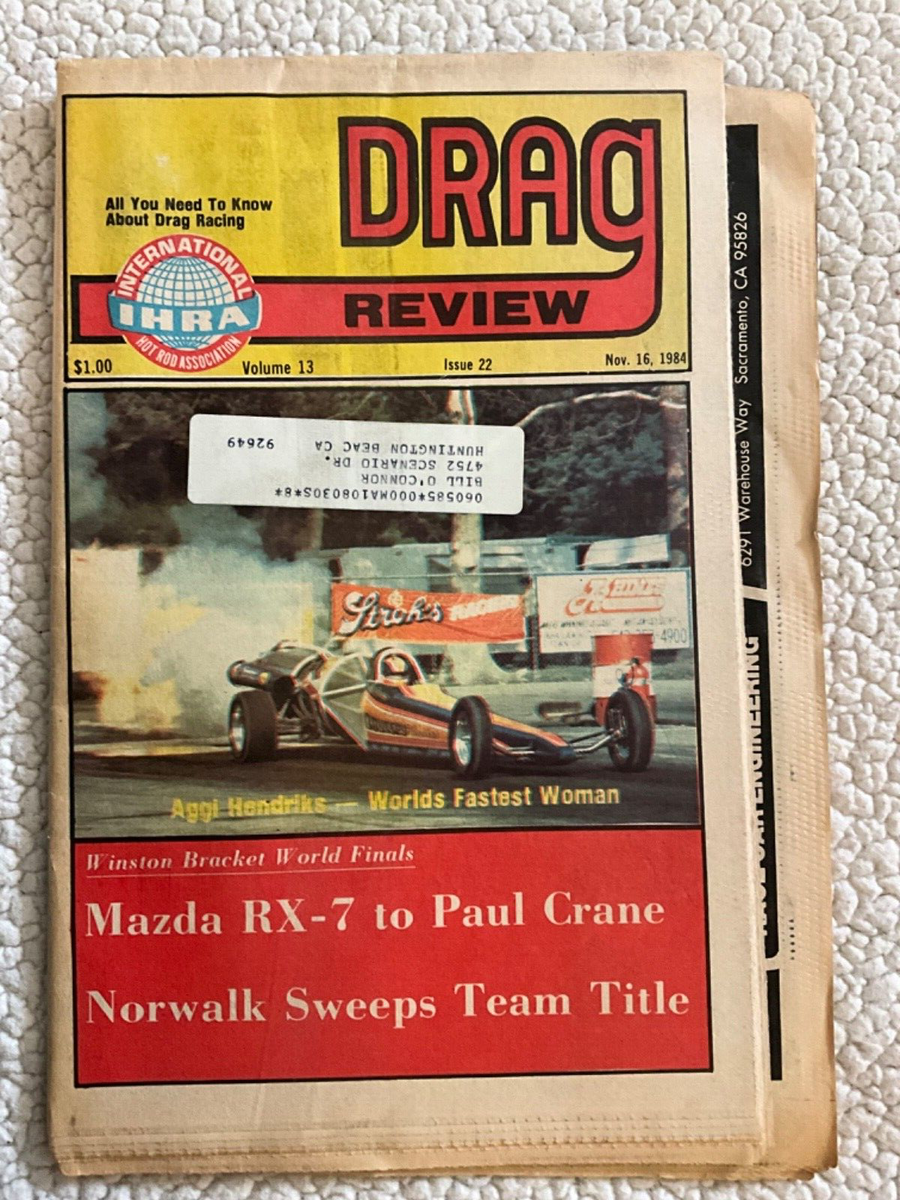 DRAG
All You Need To Know
About Drag Racing
INTERNATIONAL
IHRA
HOT ROD ASSOCIATION
REVIEW
$1.00 Volume 13 Issue 22 Nov. 16, 1984
060585*000MA108030S*8*
BILL O'CONNOR
4752 SCENARIO DR.
HUNTINGTON BEAC CA 92649
Stroh's RACING
4900
Aggi Hendriks — Worlds Fastest Woman
Winston Bracket World Finals
Mazda RX-7 to Paul Crane
Norwalk Sweeps Team Title
6291 Warehouse Way Sacramento, CA 95826
ENGINEERING